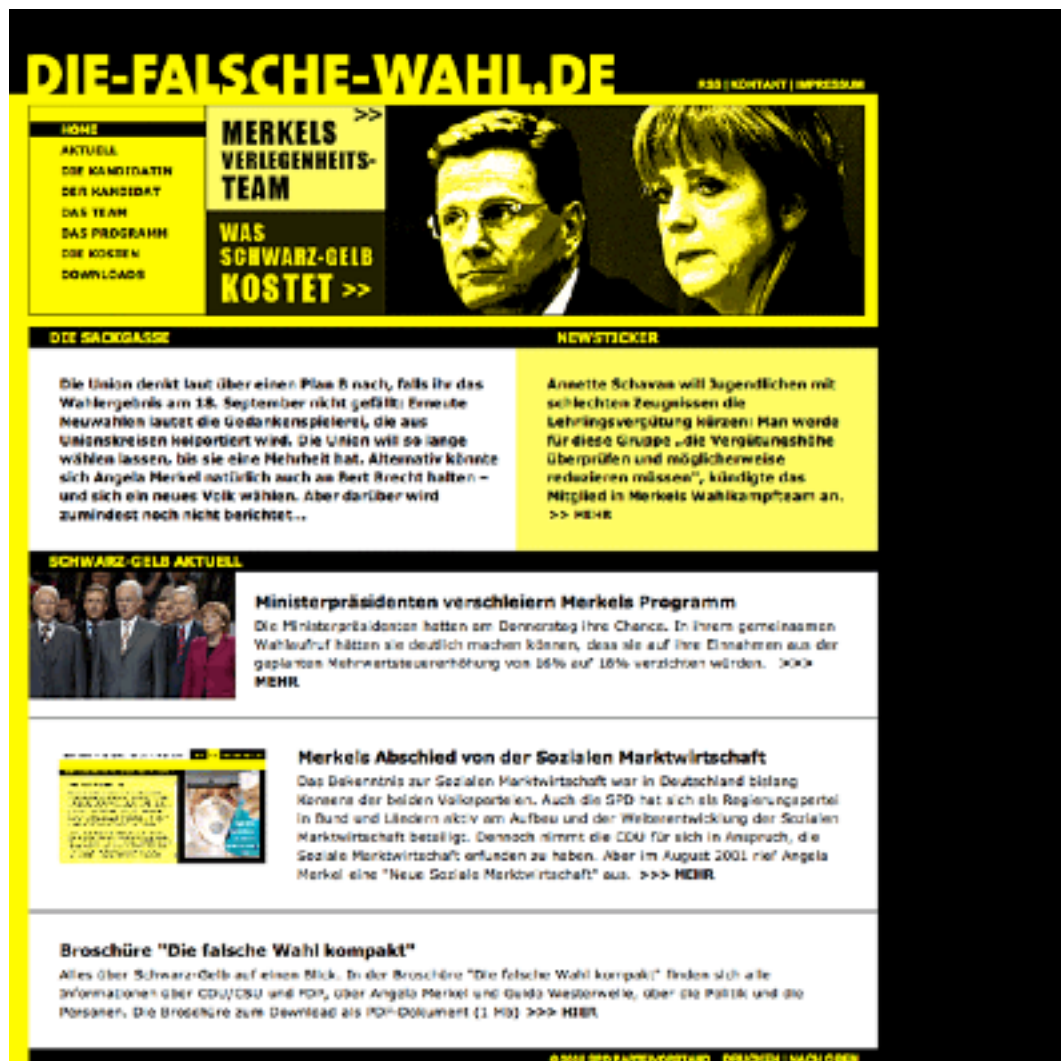 DIE-FALSCHE-WAHL.DE
RSS | KONTAKT | IMPRESSUM
HOME
AKTUELL
DIE KANDIDATIN
DER KANDIDAT
DAS TEAM
DAS PROGRAMM
DIE KOSTEN
DOWNLOADS
>>
MERKELS
VERLEGENHEITS-
TEAM
WAS
SCHWARZ-GELB
KOSTET >>
DIE SACKGASSE
Die Union denkt laut über einen Plan B nach, falls ihr das
Wahlergebnis am 18. September nicht gefällt: Erneute
Neuwahlen lautet die Gedankenspielerei, die aus
Unionskreisen kolportiert wird. Die Union will so lange
wählen lassen, bis sie eine Mehrheit hat. Alternativ könnte
sich Angela Merkel natürlich auch an Bert Brecht halten –
und sich ein neues Volk wählen. Aber darüber wird
zumindest noch nicht berichtet...
NEWSTICKER
Annette Schavan will Jugendlichen mit
schlechten Zeugnissen die
Lehrlingsvergütung kürzen: Man werde
für diese Gruppe „die Vergütungshöhe
überprüfen und möglicherweise
reduzieren müssen", kündigte das
Mitglied in Merkels Wahlkampfteam an.
>> MEHR
SCHWARZ-GELB AKTUELL
Ministerpräsidenten verschleiern Merkels Programm
Die Ministerpräsidenten hatten am Donnerstag ihre Chance. In ihrem gemeinsamen
Wahlaufruf hätten sie deutlich machen können, dass sie auf ihre Einnahmen aus der
geplanten Mehrwertsteuererhöhung von 16% auf 18% verzichten würden. >>>
MEHR
Merkels Abschied von der Sozialen Marktwirtschaft
Das Bekenntnis zur Sozialen Marktwirtschaft war in Deutschland bislang
Konsens der beiden Volksparteien. Auch die SPD hat sich als Regierungspartei
in Bund und Ländern aktiv am Aufbau und der Weiterentwicklung der Sozialen
Marktwirtschaft beteiligt. Dennoch nimmt die CDU für sich in Anspruch, die
Soziale Marktwirtschaft erfunden zu haben. Aber im August 2001 rief Angela
Merkel eine "Neue Soziale Marktwirtschaft" aus. >>> MEHR
Broschüre "Die falsche Wahl kompakt"
Alles über Schwarz-Gelb auf einen Blick. In der Broschüre "Die falsche Wahl kompakt" finden sich alle
Informationen über CDU/CSU und FDP, über Angela Merkel und Guido Westerwelle, über die Politik und die
Personen. Die Broschüre zum Download als PDF-Dokument (1 Mb) >>> HIER
SPD PARTEIVORSTAND DRUCKEN | NACH OBEN